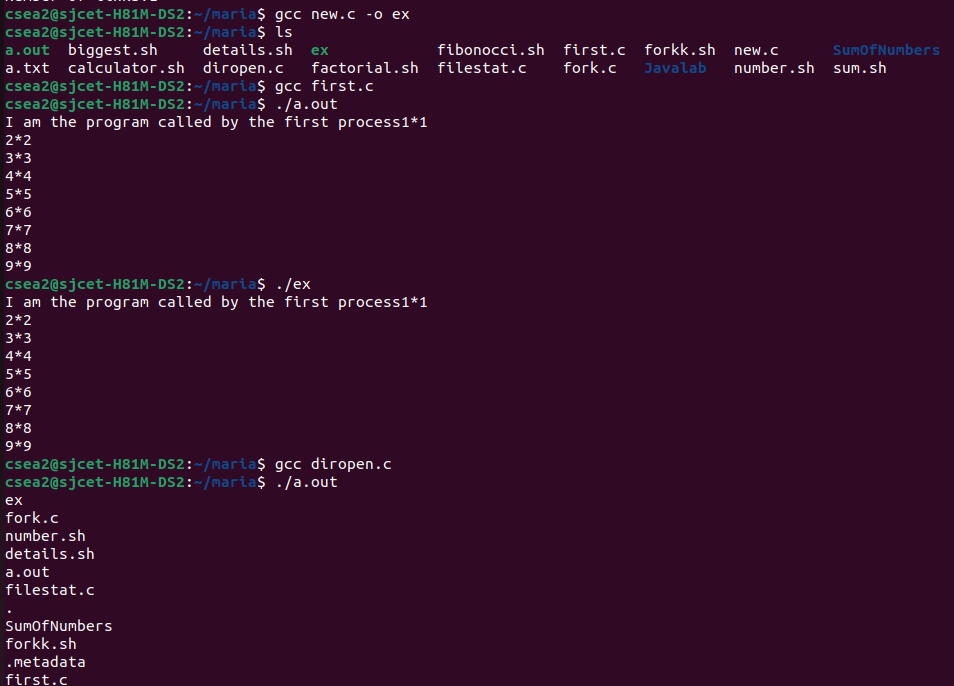 csea2@sjcet-H81M-DS2:~/maria$ gcc new.c -o ex
csea2@sjcet-H81M-DS2:~/maria$ ls
a.out  biggest.sh     details.sh  ex            fibonocci.sh  first.c  forkk.sh  new.c      SumOfNumbers
a.txt  calculator.sh  diropen.c   factorial.sh  filestat.c    fork.c   Javalab   number.sh  sum.sh
csea2@sjcet-H81M-DS2:~/maria$ gcc first.c
csea2@sjcet-H81M-DS2:~/maria$ ./a.out
I am the program called by the first process1*1
2*2
3*3
4*4
5*5
6*6
7*7
8*8
9*9
csea2@sjcet-H81M-DS2:~/maria$ ./ex
I am the program called by the first process1*1
2*2
3*3
4*4
5*5
6*6
7*7
8*8
9*9
csea2@sjcet-H81M-DS2:~/maria$ gcc diropen.c
csea2@sjcet-H81M-DS2:~/maria$ ./a.out
ex
fork.c
number.sh
details.sh
a.out
filestat.c
.
SumOfNumbers
forkk.sh
.metadata
first.c